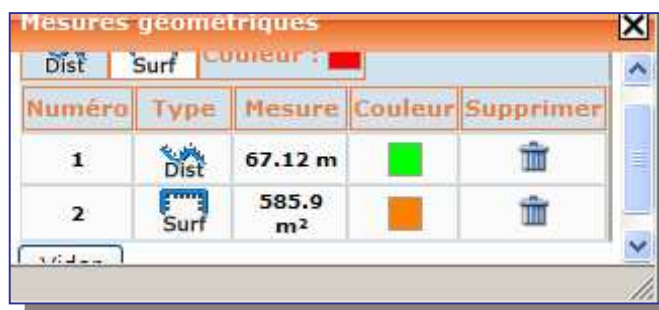 Mesures géométriques
Dist Surf Couleur :
Numéro Type Mesure Couleur Supprimer
1 Dist 67.12 m
2 Surf 585.9 m²
Vider